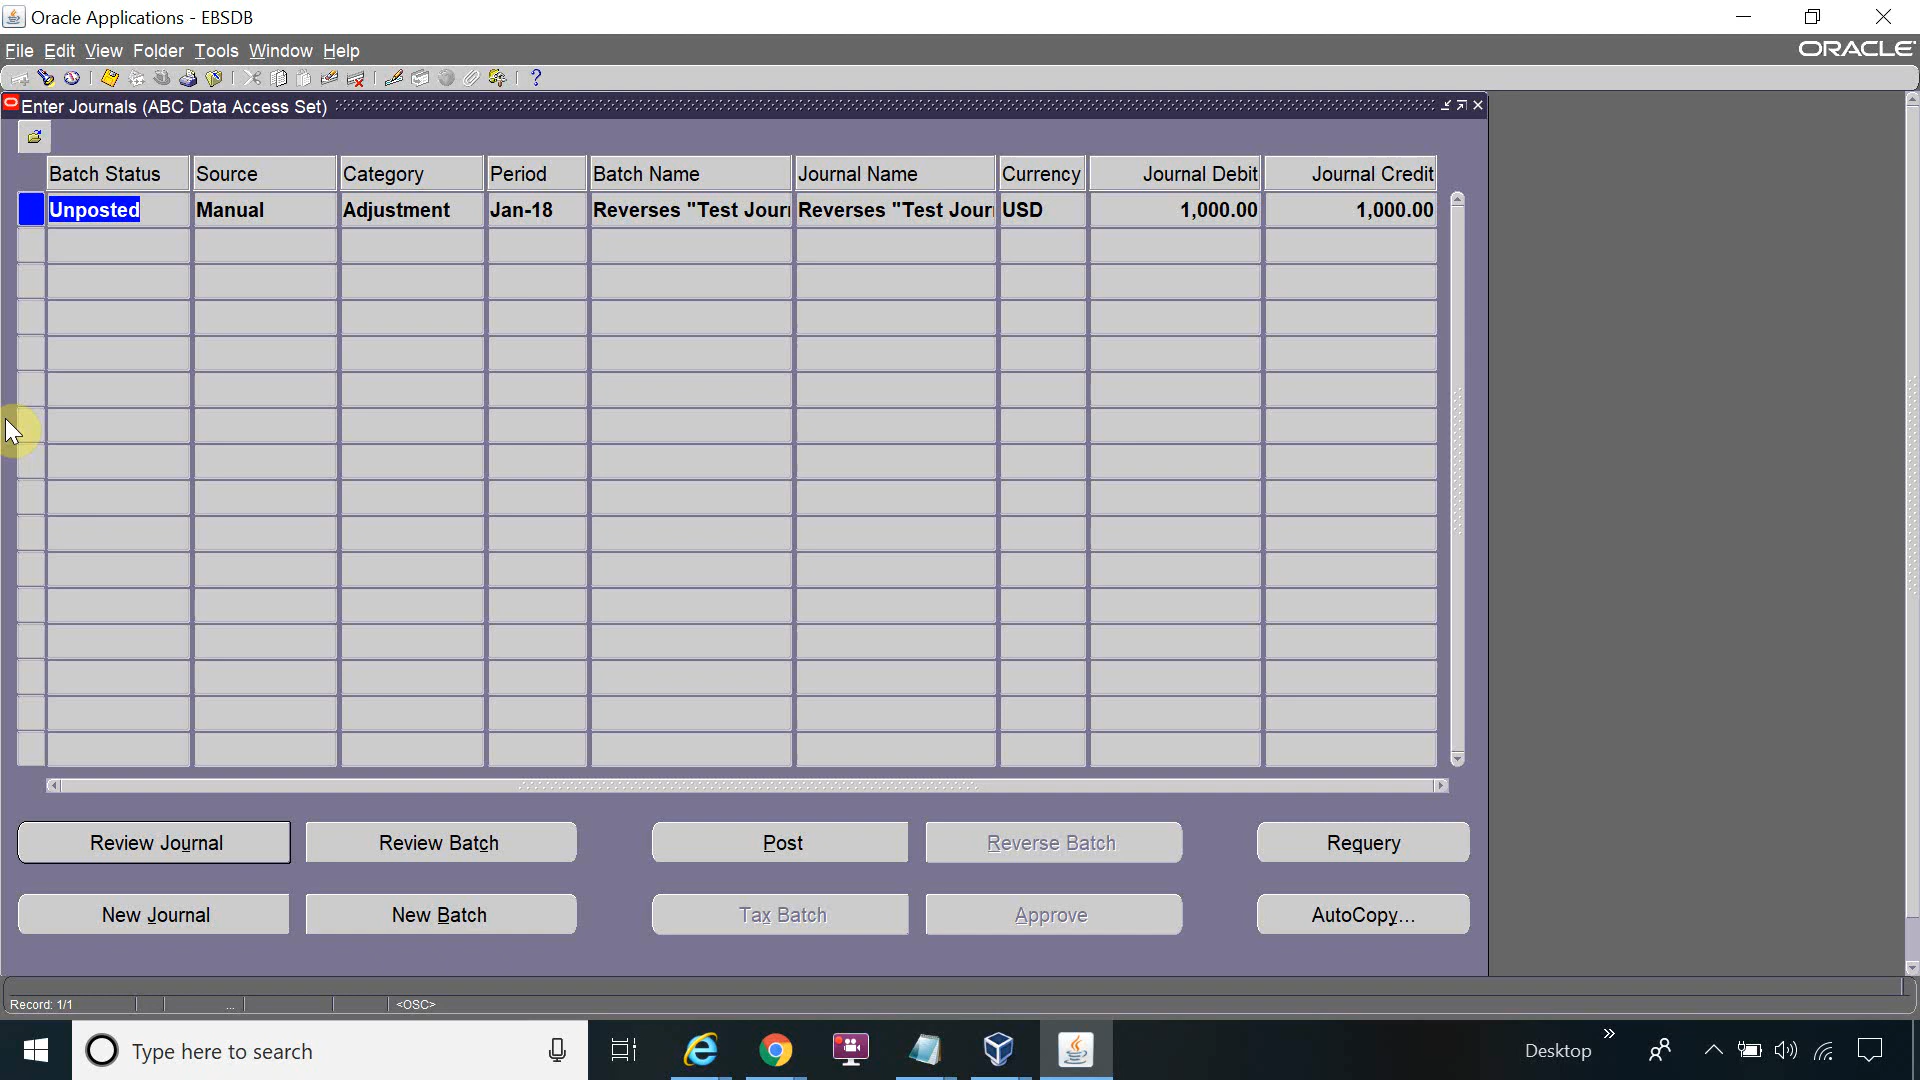 Oracle Applications - EBSDB
File Edit View Folder Tools Window Help
ORACLE
Enter Journals (ABC Data Access Set)
Batch Status Source Category Period Batch Name Journal Name Currency Journal Debit Journal Credit
Unposted Manual Adjustment Jan-18 Reverses "Test Jour Reverses "Test Jour USD 1,000.00 1,000.00
Review Journal Review Batch Post Reverse Batch Requery
New Journal New Batch Tax Batch Approve AutoCopy...
Record: 1/1 ... <OSC>
Type here to search Desktop